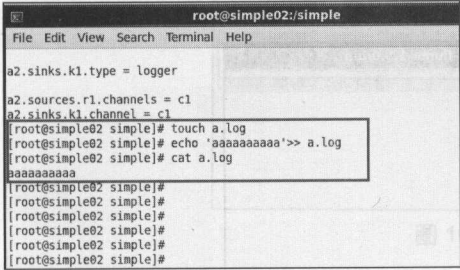 root@simple02:/simple
File Edit View Search Terminal Help
a2.sinks.k1.type = logger
a2.sources.r1.channels = c1
a2.sinks.k1.channel = c1
[root@simple02 simple]# touch a.log
[root@simple02 simple]# echo 'aaaaaaaaaa'>> a.log
[root@simple02 simple]# cat a.log
aaaaaaaaaa
[root@simple02 simple]#
[root@simple02 simple]#
[root@simple02 simple]#
[root@simple02 simple]#
[root@simple02 simple]#
[root@simple02 simple]#